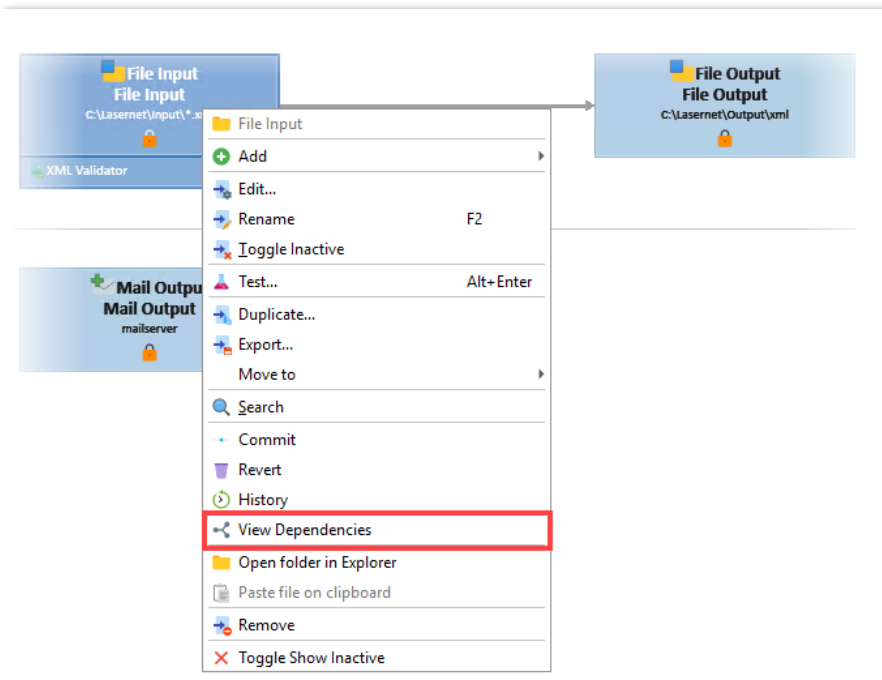 File Input
File Input
C:\Lasernet\Input\*.x
XML Validator
File Output
File Output
C:\Lasernet\Output\xml
Mail Outpu
Mail Output
mailserver
File Input
Add
Edit...
Rename F2
Toggle Inactive
Test... Alt+Enter
Duplicate...
Export...
Move to
Search
Commit
Revert
History
View Dependencies
Open folder in Explorer
Paste file on clipboard
Remove
Toggle Show Inactive